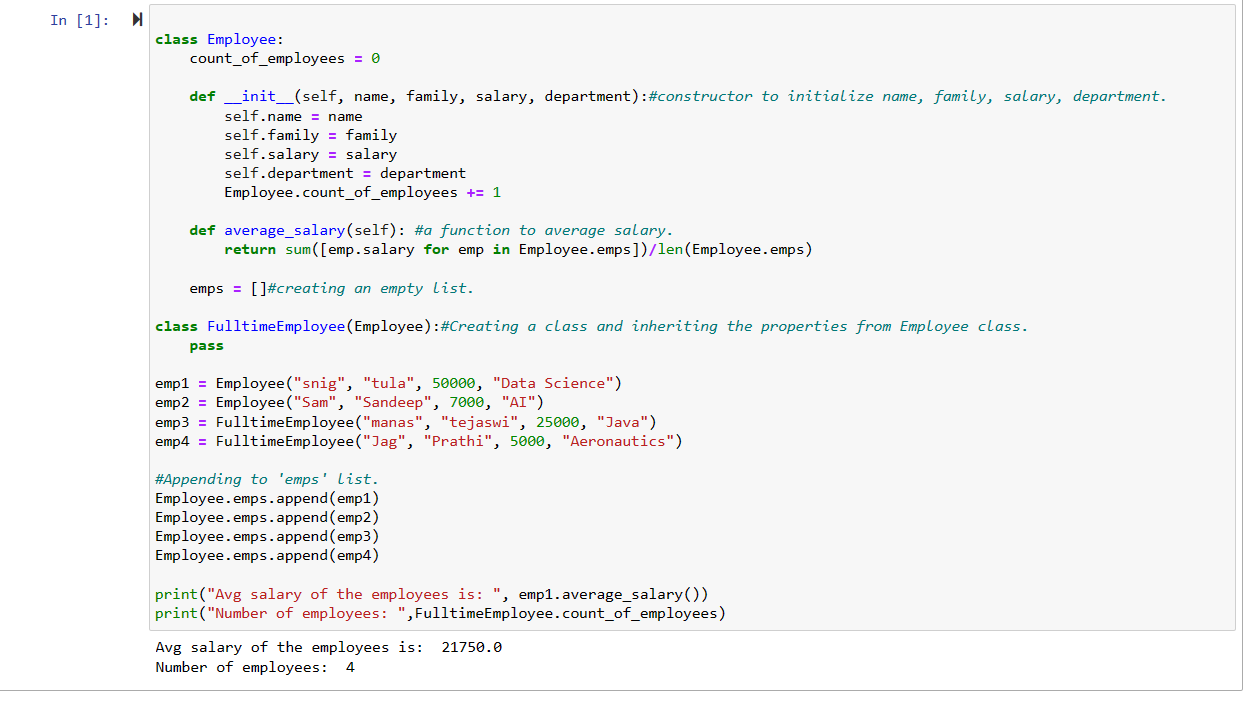 In [1]:
class Employee:
    count_of_employees = 0
    def __init__(self, name, family, salary, department):#constructor to initialize name, family, salary, department.
        self.name = name
        self.family = family
        self.salary = salary
        self.department = department
        Employee.count_of_employees += 1
    def average_salary(self): #a function to average salary.
        return sum([emp.salary for emp in Employee.emps])/len(Employee.emps)
    emps = []#creating an empty list.
class FulltimeEmployee(Employee):#Creating a class and inheriting the properties from Employee class.
    pass
emp1 = Employee("snig", "tula", 50000, "Data Science")
emp2 = Employee("Sam", "Sandeep", 7000, "AI")
emp3 = FulltimeEmployee("manas", "tejaswi", 25000, "Java")
emp4 = FulltimeEmployee("Jag", "Prathi", 5000, "Aeronautics")
#Appending to 'emps' list.
Employee.emps.append(emp1)
Employee.emps.append(emp2)
Employee.emps.append(emp3)
Employee.emps.append(emp4)
print("Avg salary of the employees is: ", emp1.average_salary())
print("Number of employees: ",FulltimeEmployee.count_of_employees)
Avg salary of the employees is:  21750.0
Number of employees:  4